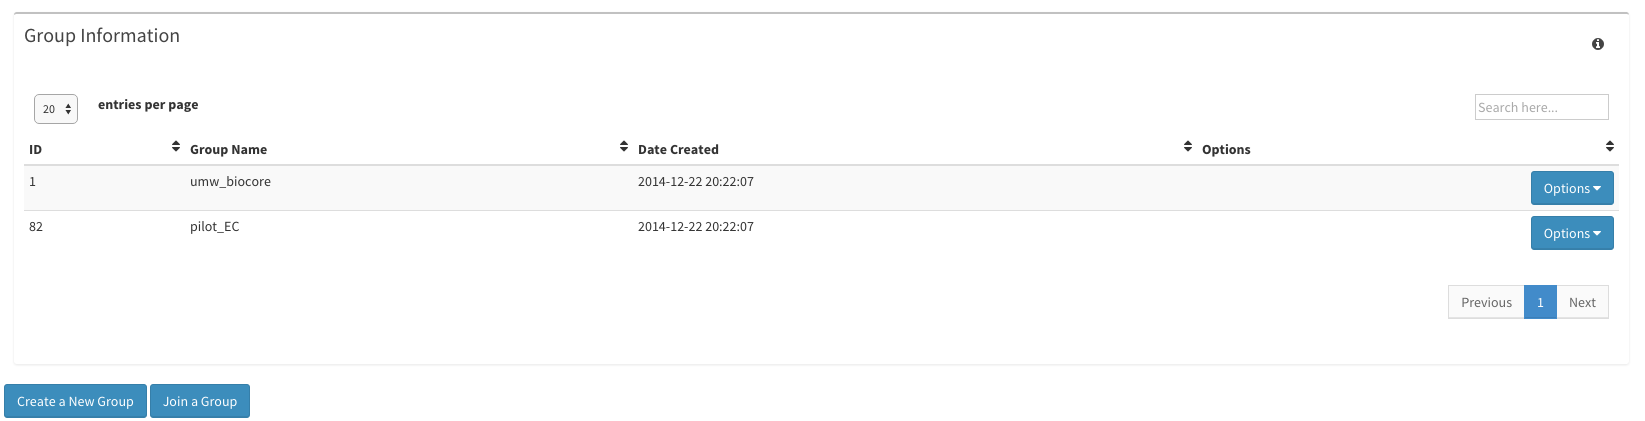 Group Information
20 entries per page
Search here...
ID Group Name Date Created Options
1 umw_biocore 2014-12-22 20:22:07 Options
82 pilot_EC 2014-12-22 20:22:07 Options
Previous 1 Next
Create a New Group Join a Group